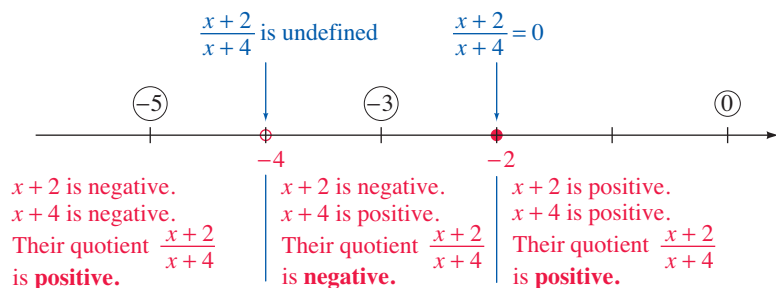 (x + 2)/(x + 4) is undefined
(x + 2)/(x + 4) = 0
−5
−3
0
−4
−2
x + 2 is negative.
x + 4 is negative.
Their quotient (x + 2)/(x + 4)
is positive.
x + 2 is negative.
x + 4 is positive.
Their quotient (x + 2)/(x + 4)
is negative.
x + 2 is positive.
x + 4 is positive.
Their quotient (x + 2)/(x + 4)
is positive.